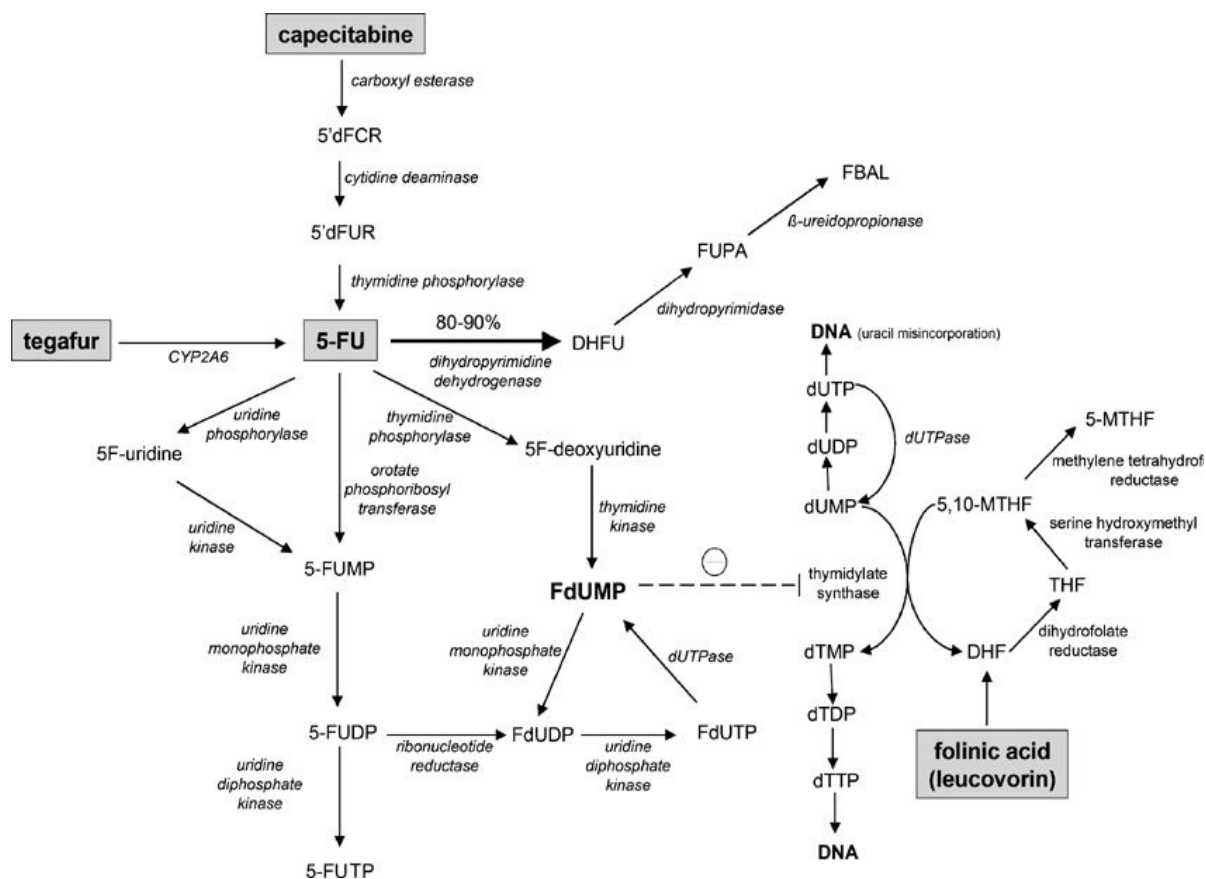 capecitabine
carboxyl esterase
5'dFCR
cytidine deaminase
5'dFUR
thymidine phosphorylase
FBAL
ß-ureidopropionase
FUPA
dihydropyrimidase
tegafur
CYP2A6
5-FU
80-90%
dihydropyrimidine
dehydrogenase
DHFU
uridine
phosphorylase
5F-uridine
uridine
kinase
orotate
phosphoribosyl
transferase
thymidine
phosphorylase
5F-deoxyuridine
thymidine
kinase
5-FUMP
FdUMP
uridine
monophosphate
kinase
uridine
monophosphate
kinase
dUTPase
5-FUDP
ribonucleotide
reductase
FdUDP
uridine
diphosphate
kinase
FdUTP
uridine
diphosphate
kinase
5-FUTP
DNA (uracil misincorporation)
dUTP
dUTPase
dUDP
dUMP
5-MTHF
methylene tetrahydrof
reductase
5,10-MTHF
serine hydroxymethyl
transferase
thymidylate
synthase
THF
dihydrofolate
reductase
dTMP
DHF
dTDP
dTTP
DNA
folinic acid
(leucovorin)